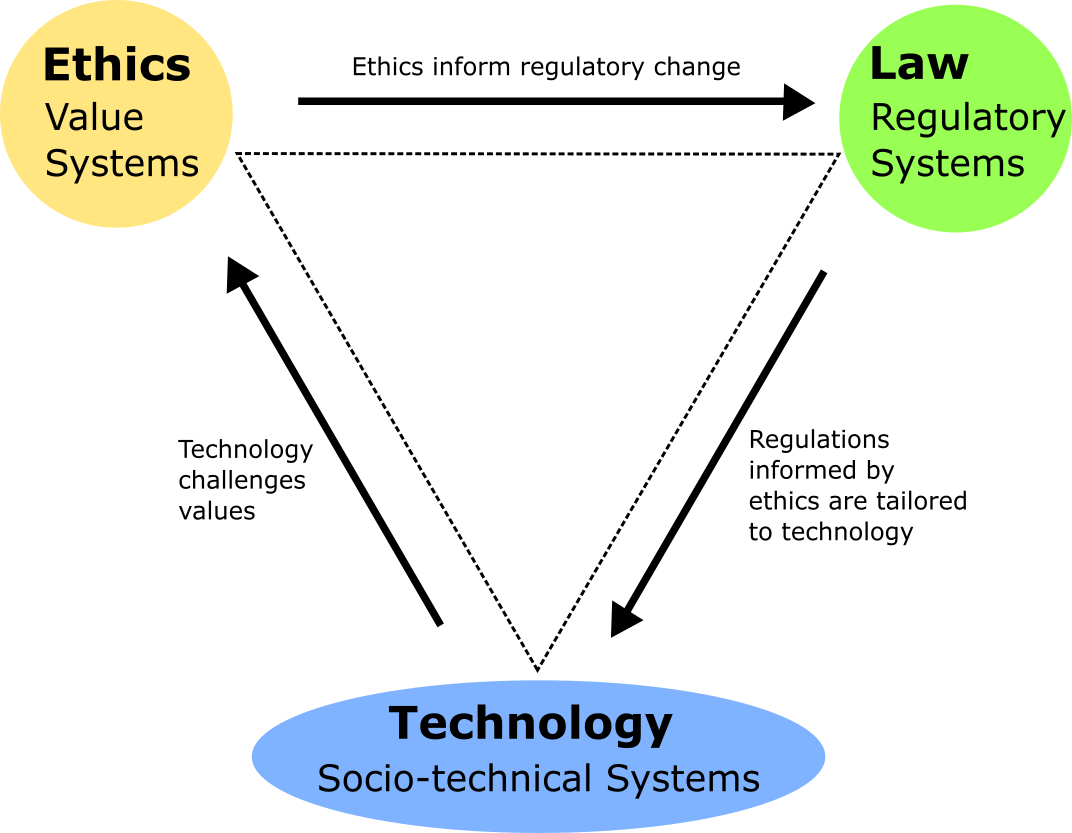 Ethics
Value
Systems
Ethics inform regulatory change
Law
Regulatory
Systems
Technology
challenges
values
Regulations
informed by
ethics are tailored
to technology
Technology
Socio-technical Systems